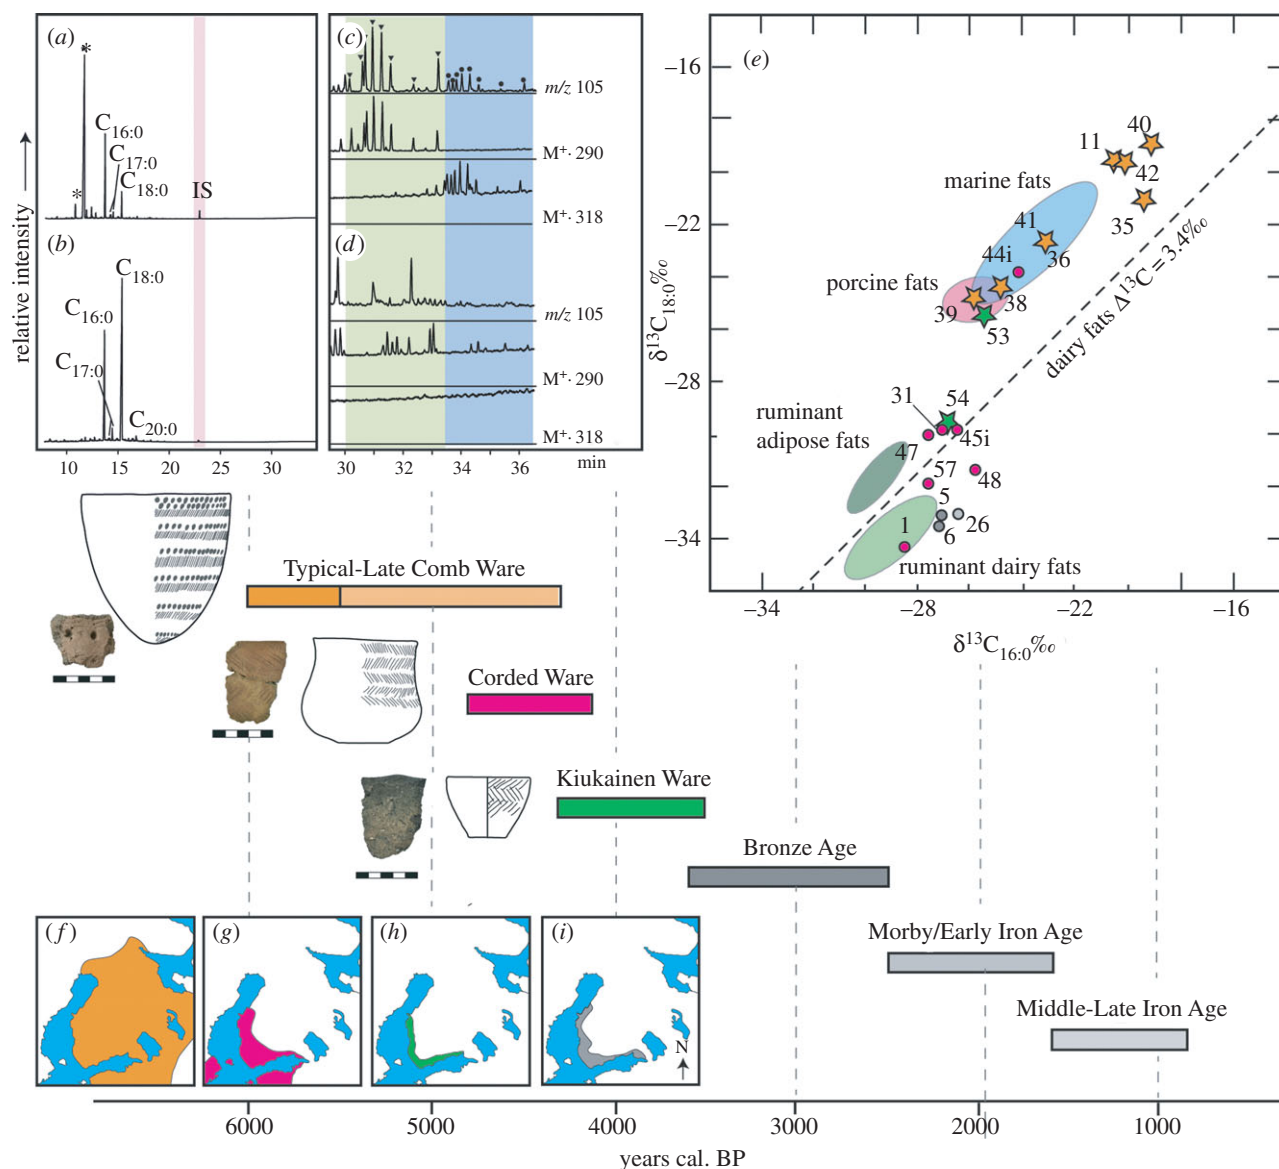 (a)
*
C16:0
C17:0
C18:0
*
IS
(b)
C18:0
C16:0
C17:0
C20:0
relative intensity
10 15 20 25 30
(c)
m/z 105
M+· 290
M+· 318
(d)
m/z 105
M+· 290
M+· 318
30 32 34 36 min
(e)
−16
−22
−28
−34
δ13C18:0‰
40
11
42
marine fats
35
41
44i
36
porcine fats
38
39
53
dairy fats Δ13C = 3.4‰
31
54
ruminant
adipose fats
47
45i
57
48
5
1
26
6
ruminant dairy fats
−34 −28 −22 −16
δ13C16:0‰
Typical-Late Comb Ware
Corded Ware
Kiukainen Ware
Bronze Age
Morby/Early Iron Age
Middle-Late Iron Age
(f)
(g)
(h)
(i)
N
6000 5000 4000 3000 2000 1000
years cal. BP